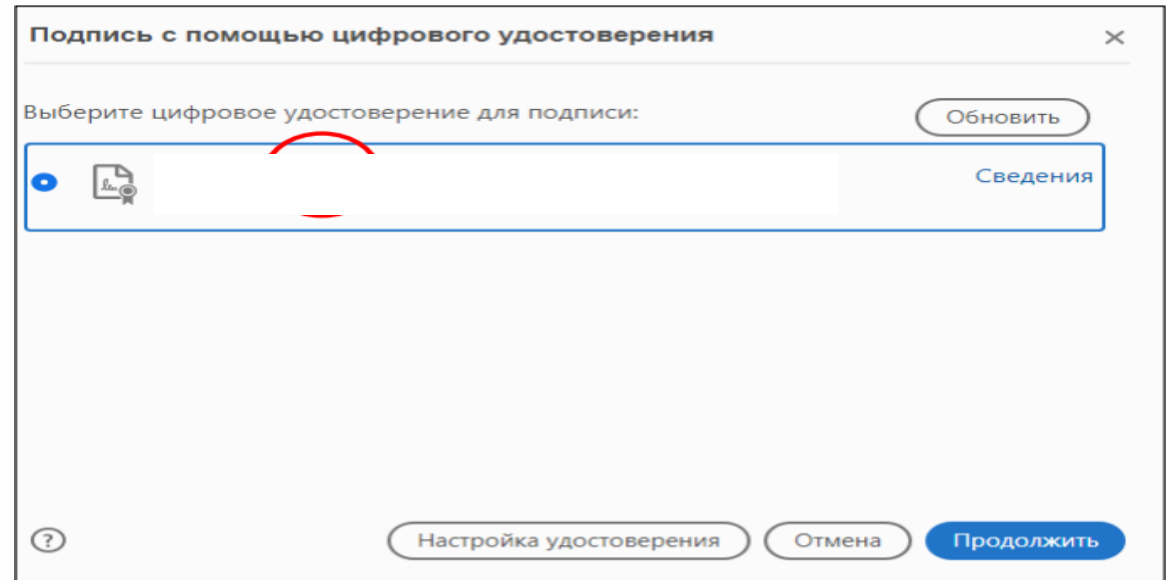 Подпись с помощью цифрового удостоверения
Выберите цифровое удостоверение для подписи:
Обновить
Сведения
?
Настройка удостоверения
Отмена
Продолжить